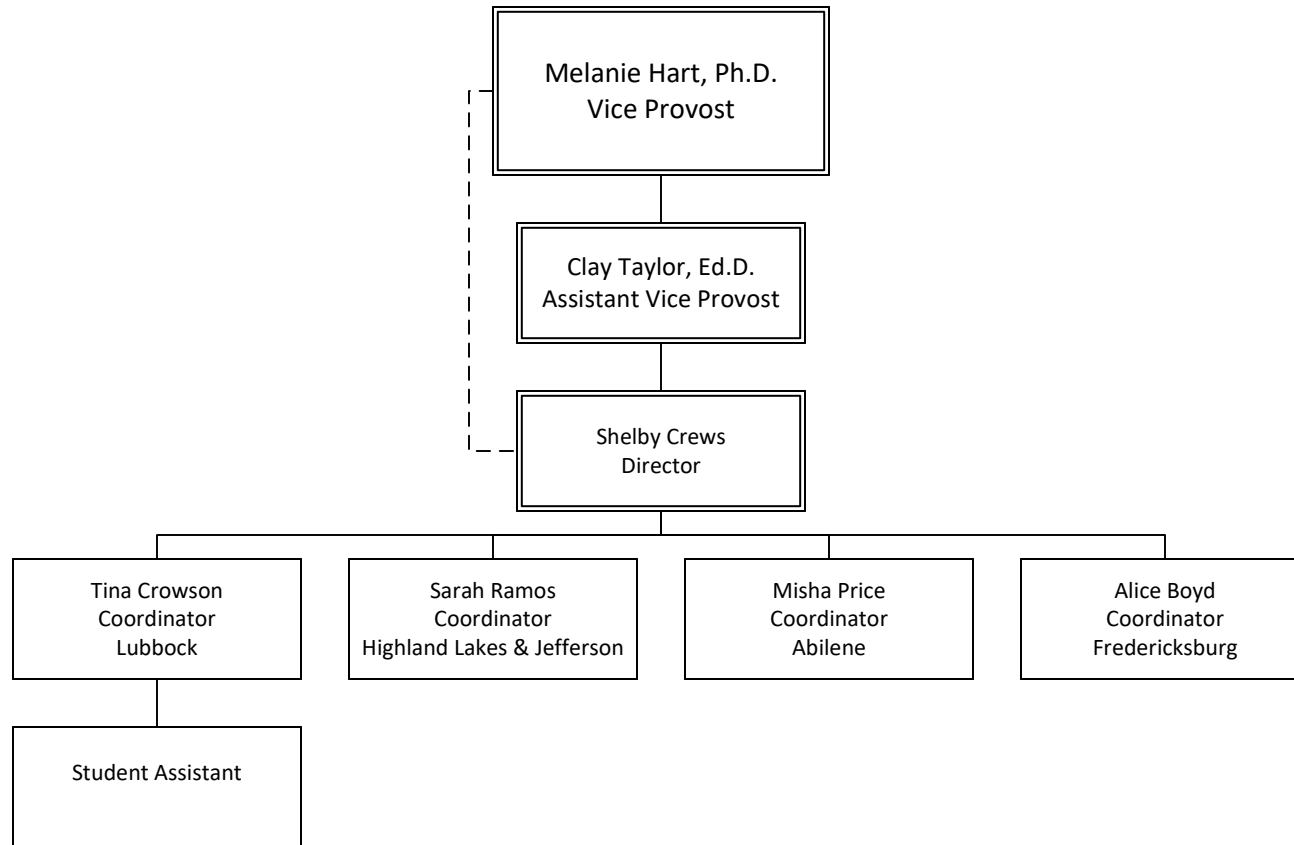 Melanie Hart, Ph.D.
Vice Provost
Clay Taylor, Ed.D.
Assistant Vice Provost
Shelby Crews
Director
Tina Crowson
Coordinator
Lubbock
Sarah Ramos
Coordinator
Highland Lakes & Jefferson
Misha Price
Coordinator
Abilene
Alice Boyd
Coordinator
Fredericksburg
Student Assistant